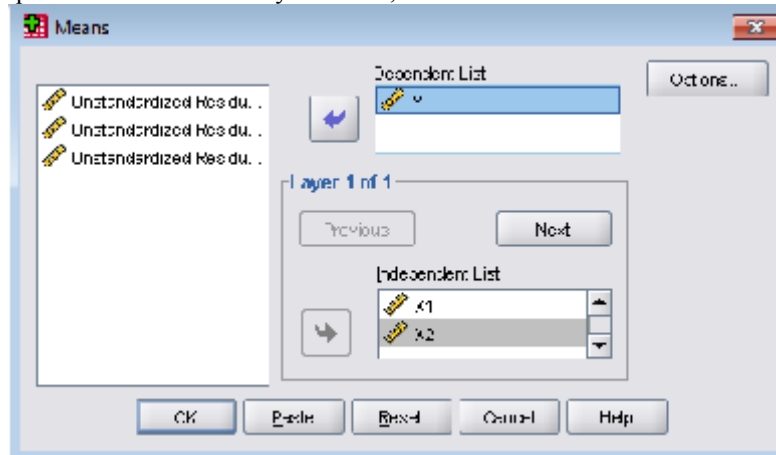 Means
Dependent List
Options..
Unstandardized Residu...
Unstandardized Residu...
Unstandardized Residu...
Layer 1 of 1
Previous
Next
Independent List
X1
X2
OK
Paste
Reset
Cancel
Help